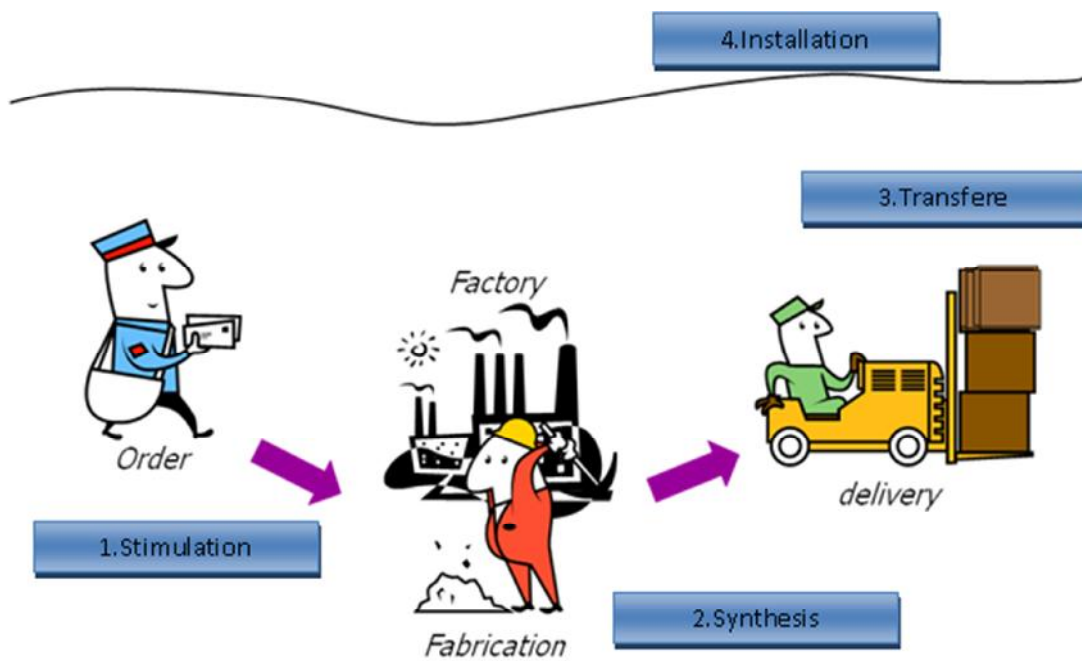 4.Installation
3.Transfere
Factory
Order
delivery
1.Stimulation
2.Synthesis
Fabrication